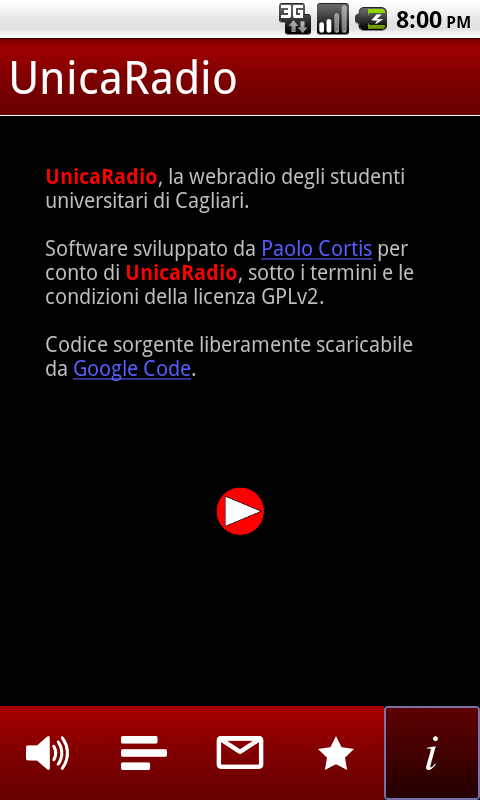 3G
8:00 PM
UnicaRadio
UnicaRadio, la webradio degli studenti
universitari di Cagliari.
Software sviluppato da Paolo Cortis per
conto di UnicaRadio, sotto i termini e le
condizioni della licenza GPLv2.
Codice sorgente liberamente scaricabile
da Google Code.
i